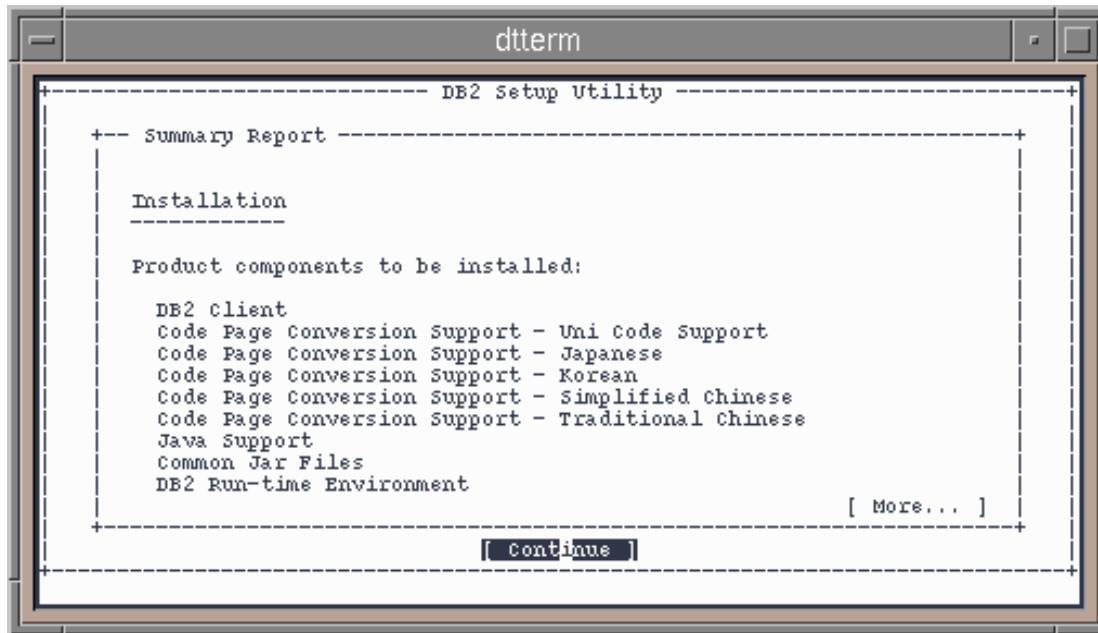 dtterm
DB2 Setup Utility
Summary Report
Installation
Product components to be installed:
DB2 Client
Code Page Conversion Support - Uni Code Support
Code Page Conversion Support - Japanese
Code Page Conversion Support - Korean
Code Page Conversion Support - Simplified Chinese
Code Page Conversion Support - Traditional Chinese
Java Support
Common Jar Files
DB2 Run-time Environment
[ More... ]
[ Continue ]